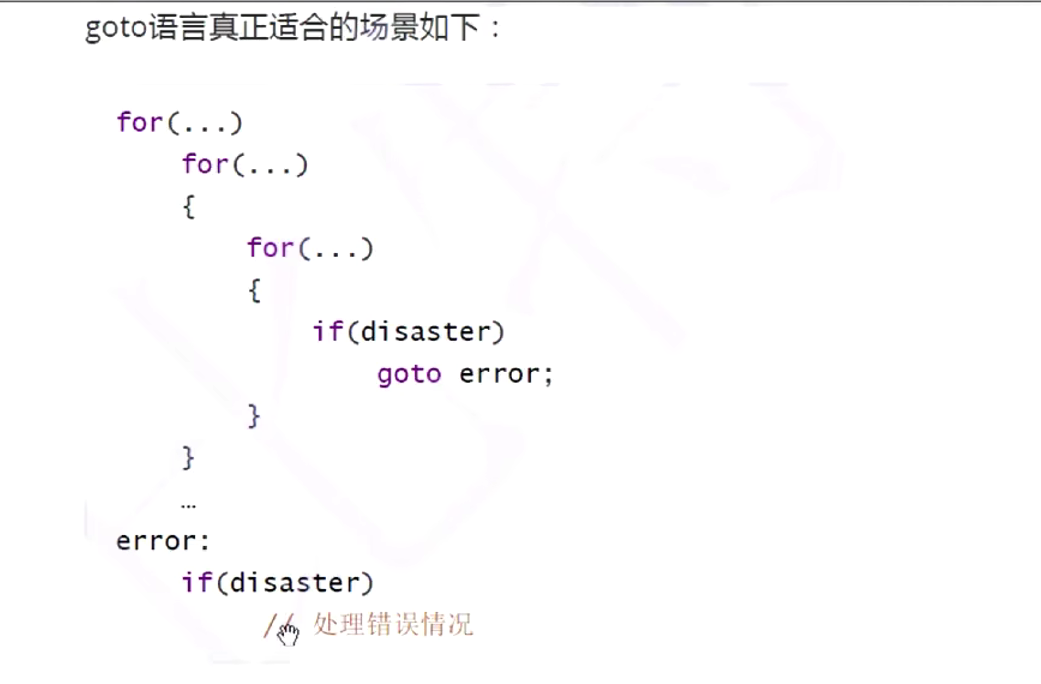 goto语言真正适合的场景如下：
for(...)
for(...)
{
for(...)
{
if(disaster)
goto error;
}
}
…
error:
if(disaster)
// 处理错误情况